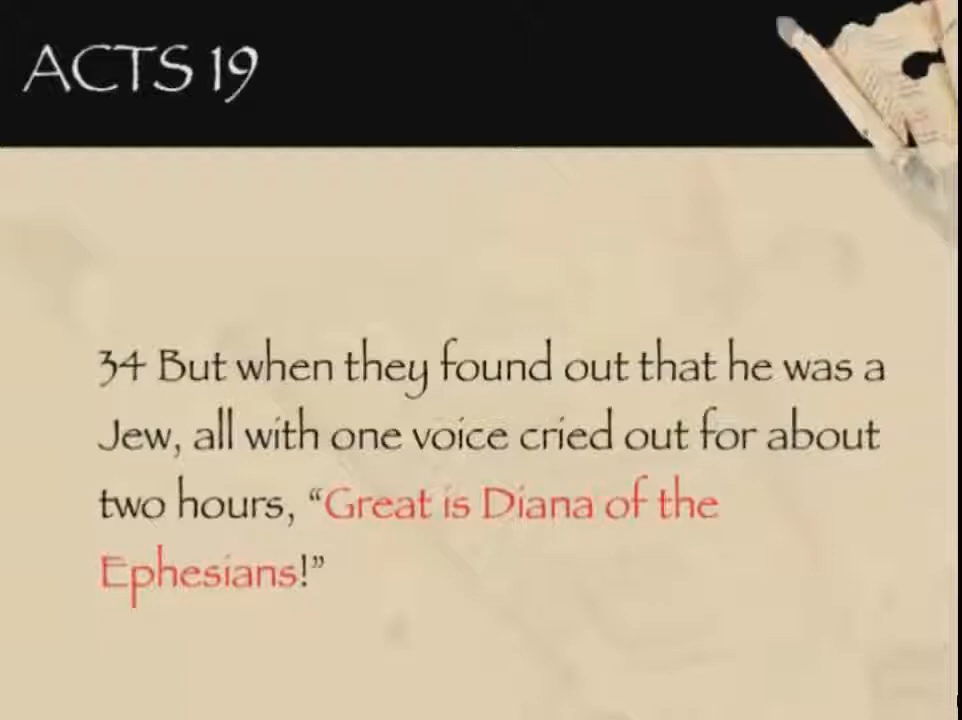 ACTS 19
34 But when they found out that he was a
Jew, all with one voice cried out for about
two hours, “Great is Diana of the
Ephesians!”